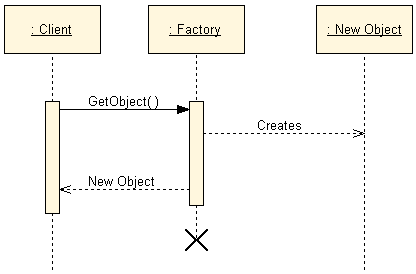 : Client
: Factory
: New Object
GetObject( )
Creates
New Object